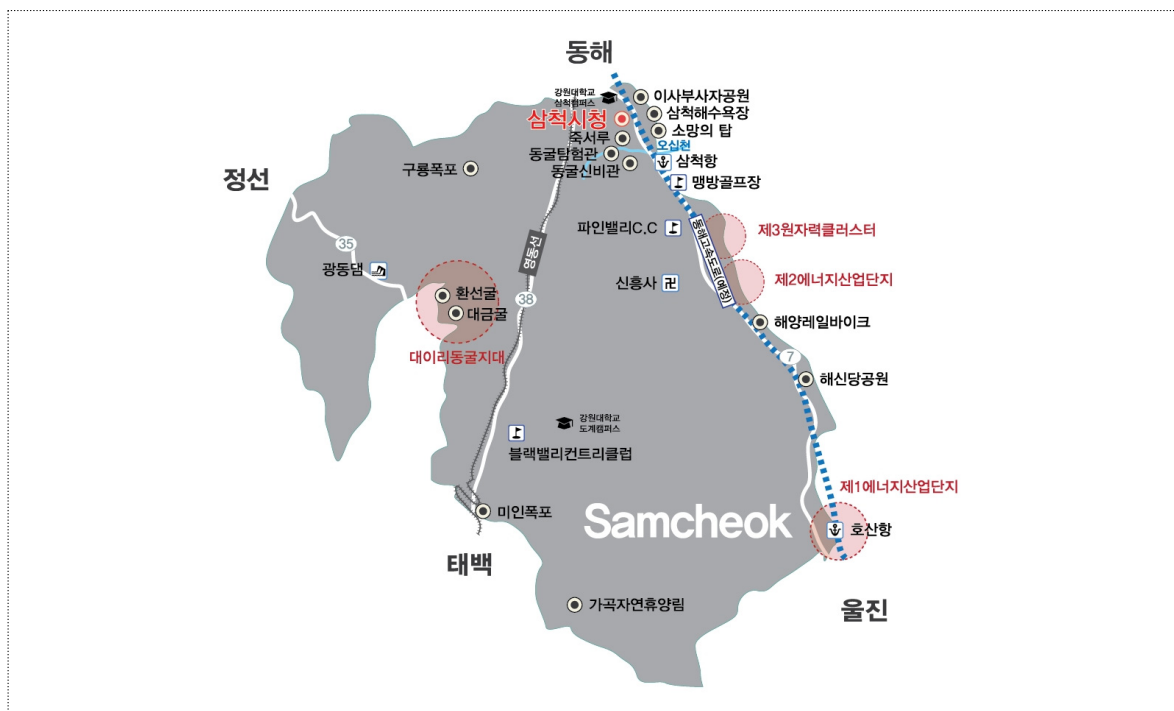 동해
강원대학교
삼척캠퍼스
이사부사자공원
삼척해수욕장
삼척시청
소망의 탑
죽서루
오십천
동굴탐험관
삼척항
동굴신비관
구룡폭포
정선
맹방골프장
파인밸리C.C
제3원자력클러스터
35
영동선
동해고속도로(예정)
광동댐
신흥사
제2에너지산업단지
환선굴
38
대금굴
해양레일바이크
대이리동굴지대
7
해신당공원
강원대학교
도계캠퍼스
블랙밸리컨트리클럽
제1에너지산업단지
미인폭포
Samcheok
호산항
태백
가곡자연휴양림
울진